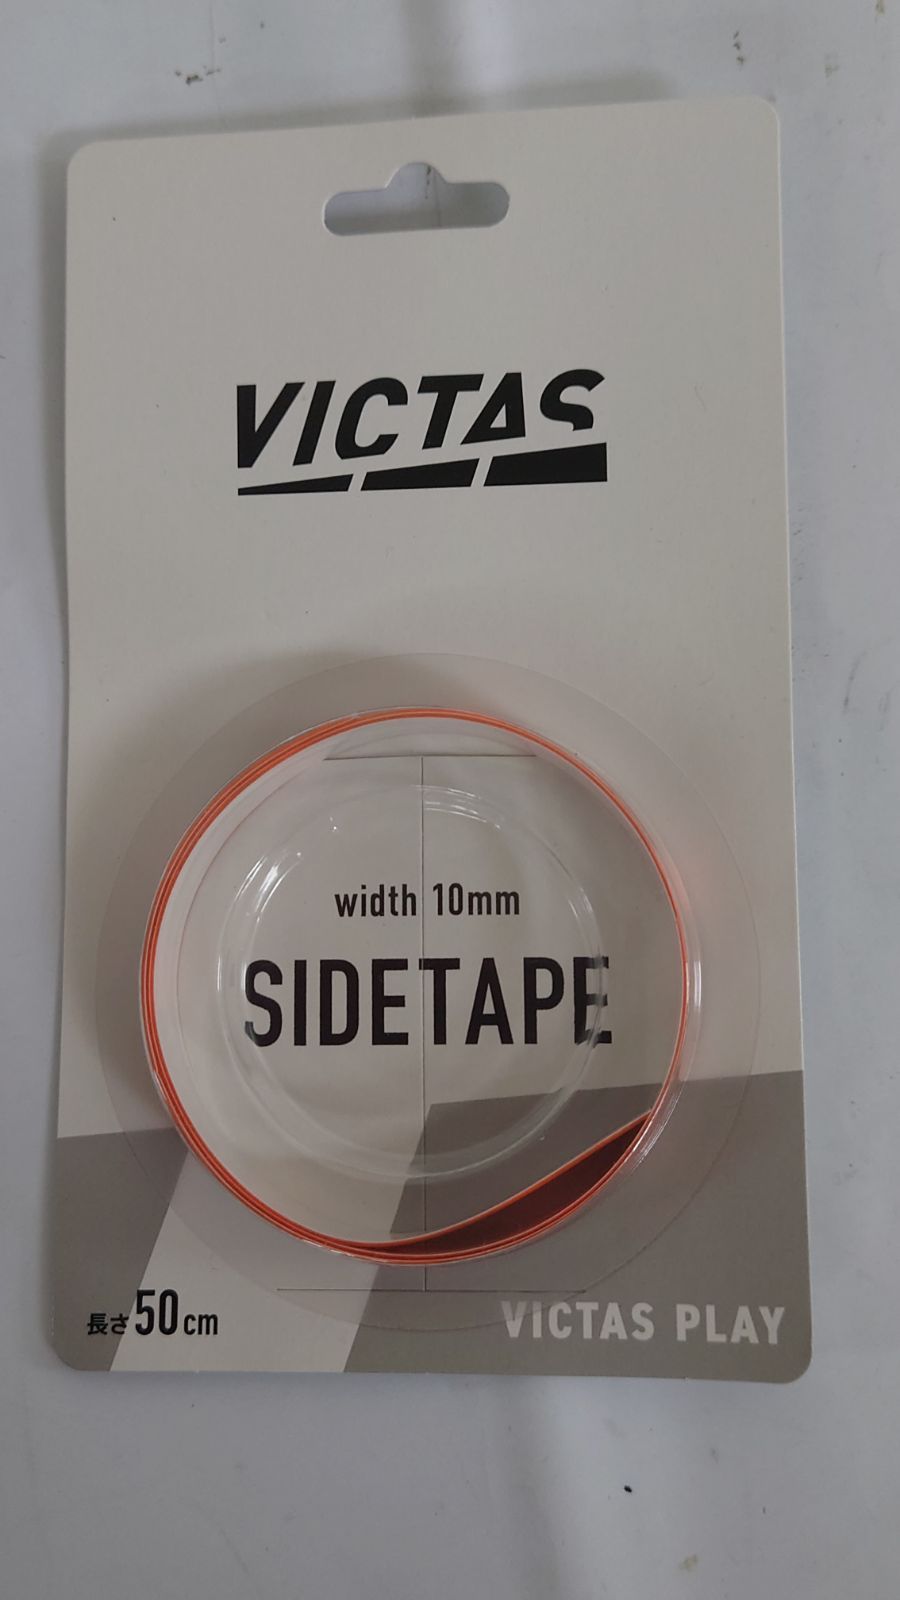 VICTAS
width 10mm
SIDETAPE
長さ50cm
VICTAS PLAY